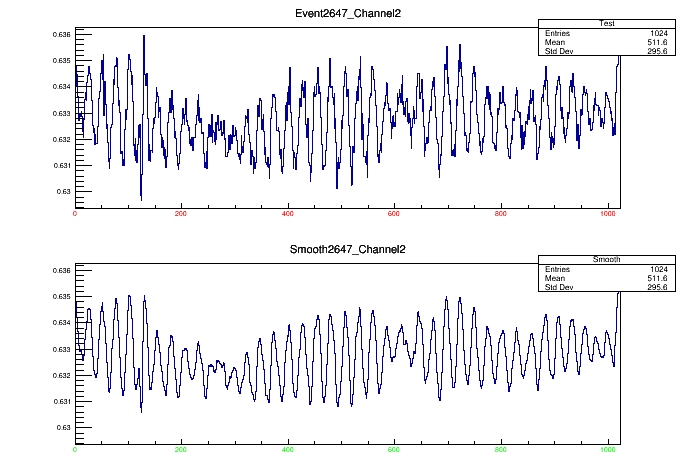 Event2647_Channel2
Test
Entries 1024
Mean 511.6
Std Dev 295.6
0.636
0.635
0.634
0.633
0.632
0.631
0.63
0 200 400 600 800 1000
Smooth2647_Channel2
Smooth
Entries 1024
Mean 511.6
Std Dev 295.6
0.636
0.635
0.634
0.633
0.632
0.631
0.63
0 200 400 600 800 1000